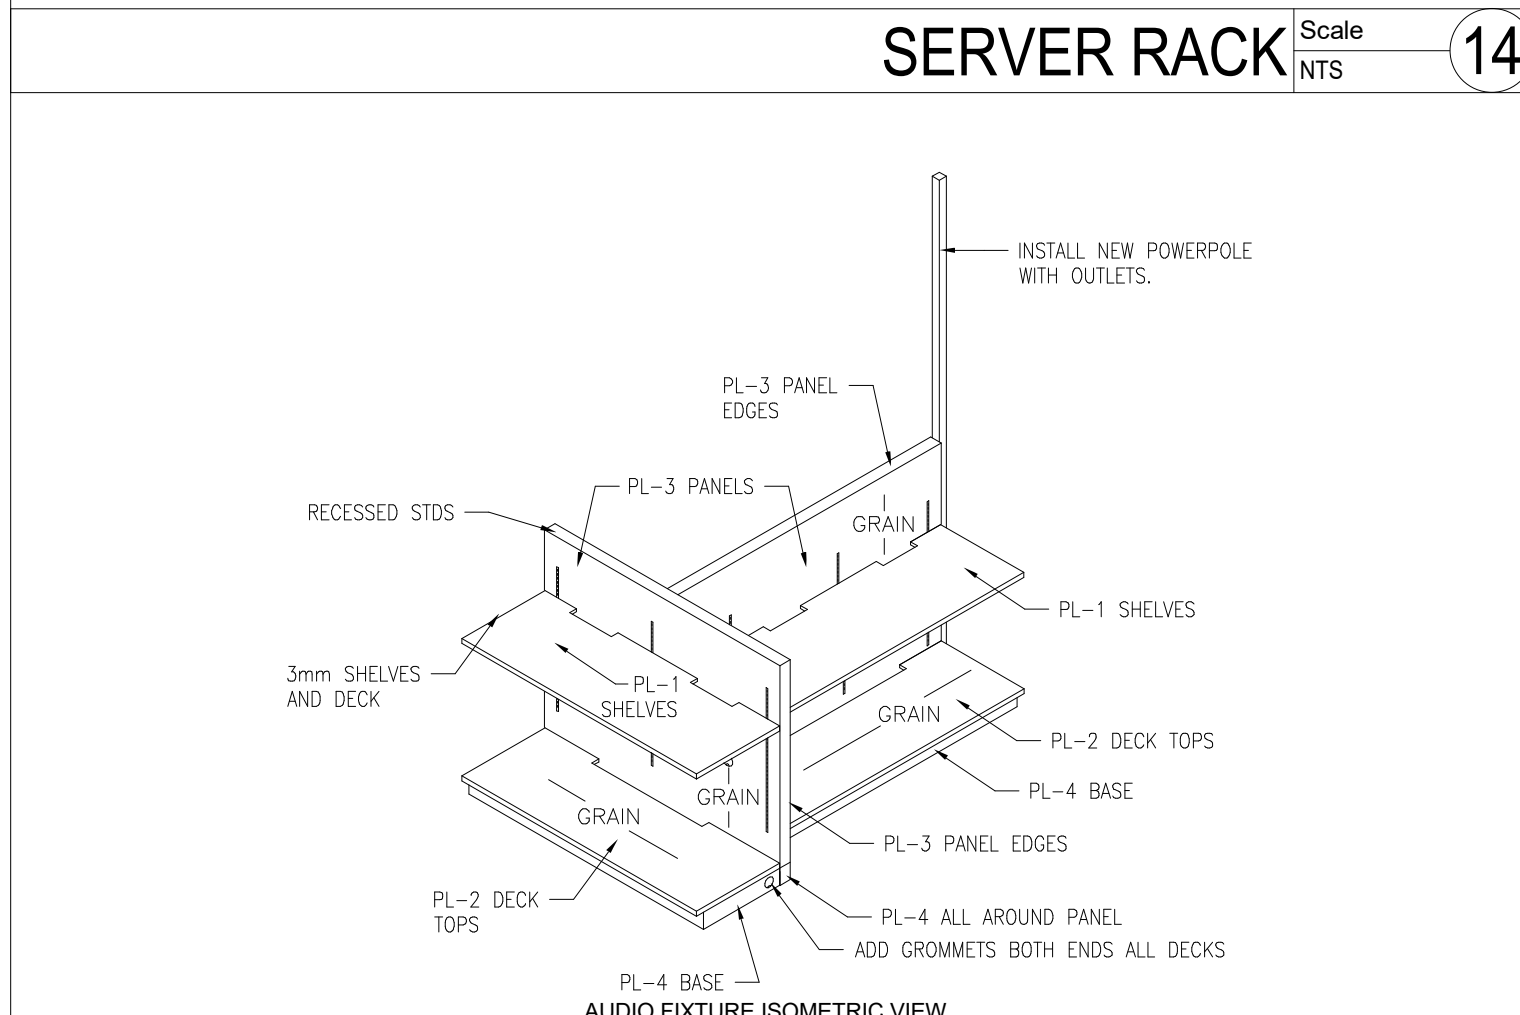 SERVER RACK
Scale
NTS
14
INSTALL NEW POWERPOLE
WITH OUTLETS.
PL-3 PANEL
EDGES
PL-3 PANELS
RECESSED STDS
GRAIN
PL-1 SHELVES
3mm SHELVES
AND DECK
PL-1
SHELVES
GRAIN
PL-2 DECK TOPS
GRAIN
PL-4 BASE
GRAIN
PL-3 PANEL EDGES
PL-2 DECK
TOPS
PL-4 ALL AROUND PANEL
ADD GROMMETS BOTH ENDS ALL DECKS
PL-4 BASE
AUDIO FIXTURE ISOMETRIC VIEW